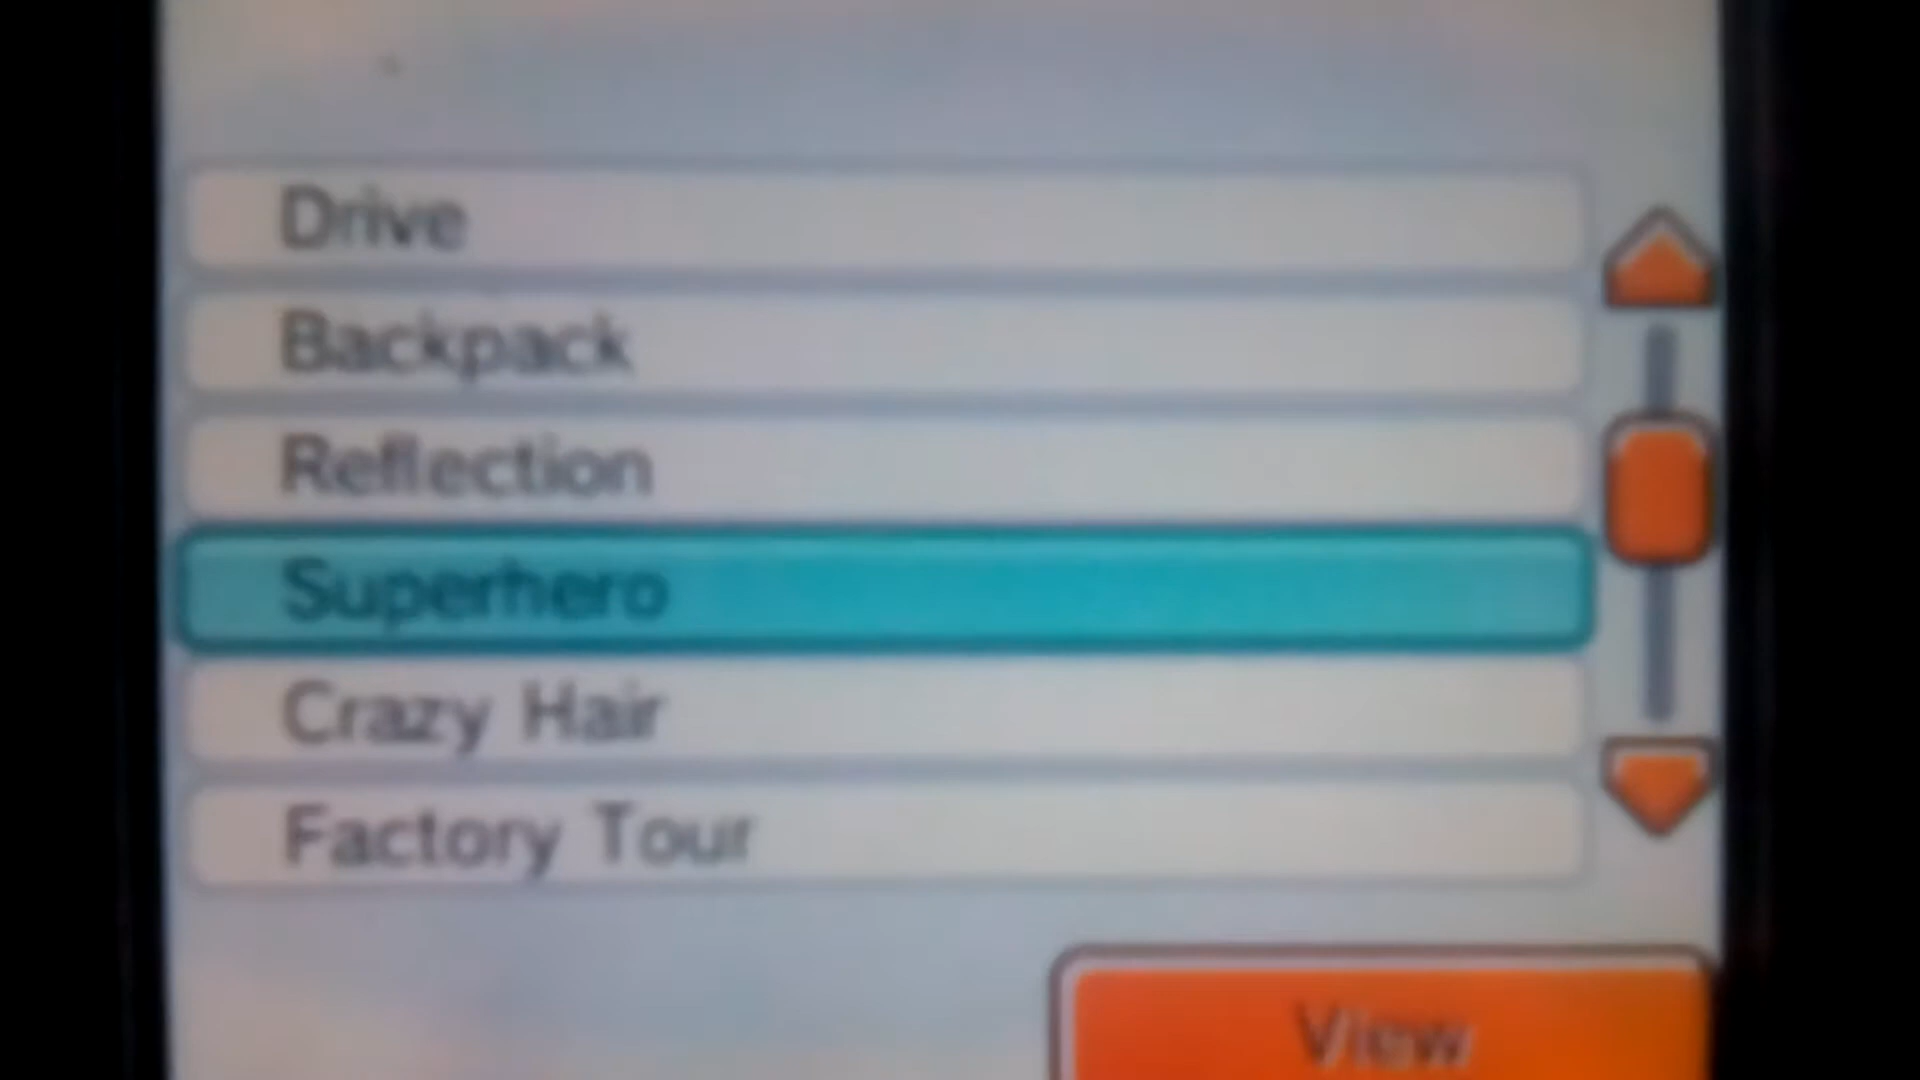 Drive
Backpack
Reflection
Superhero
Crazy Hair
Factory Tour
View